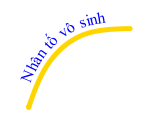 Nhân tố vô sinh